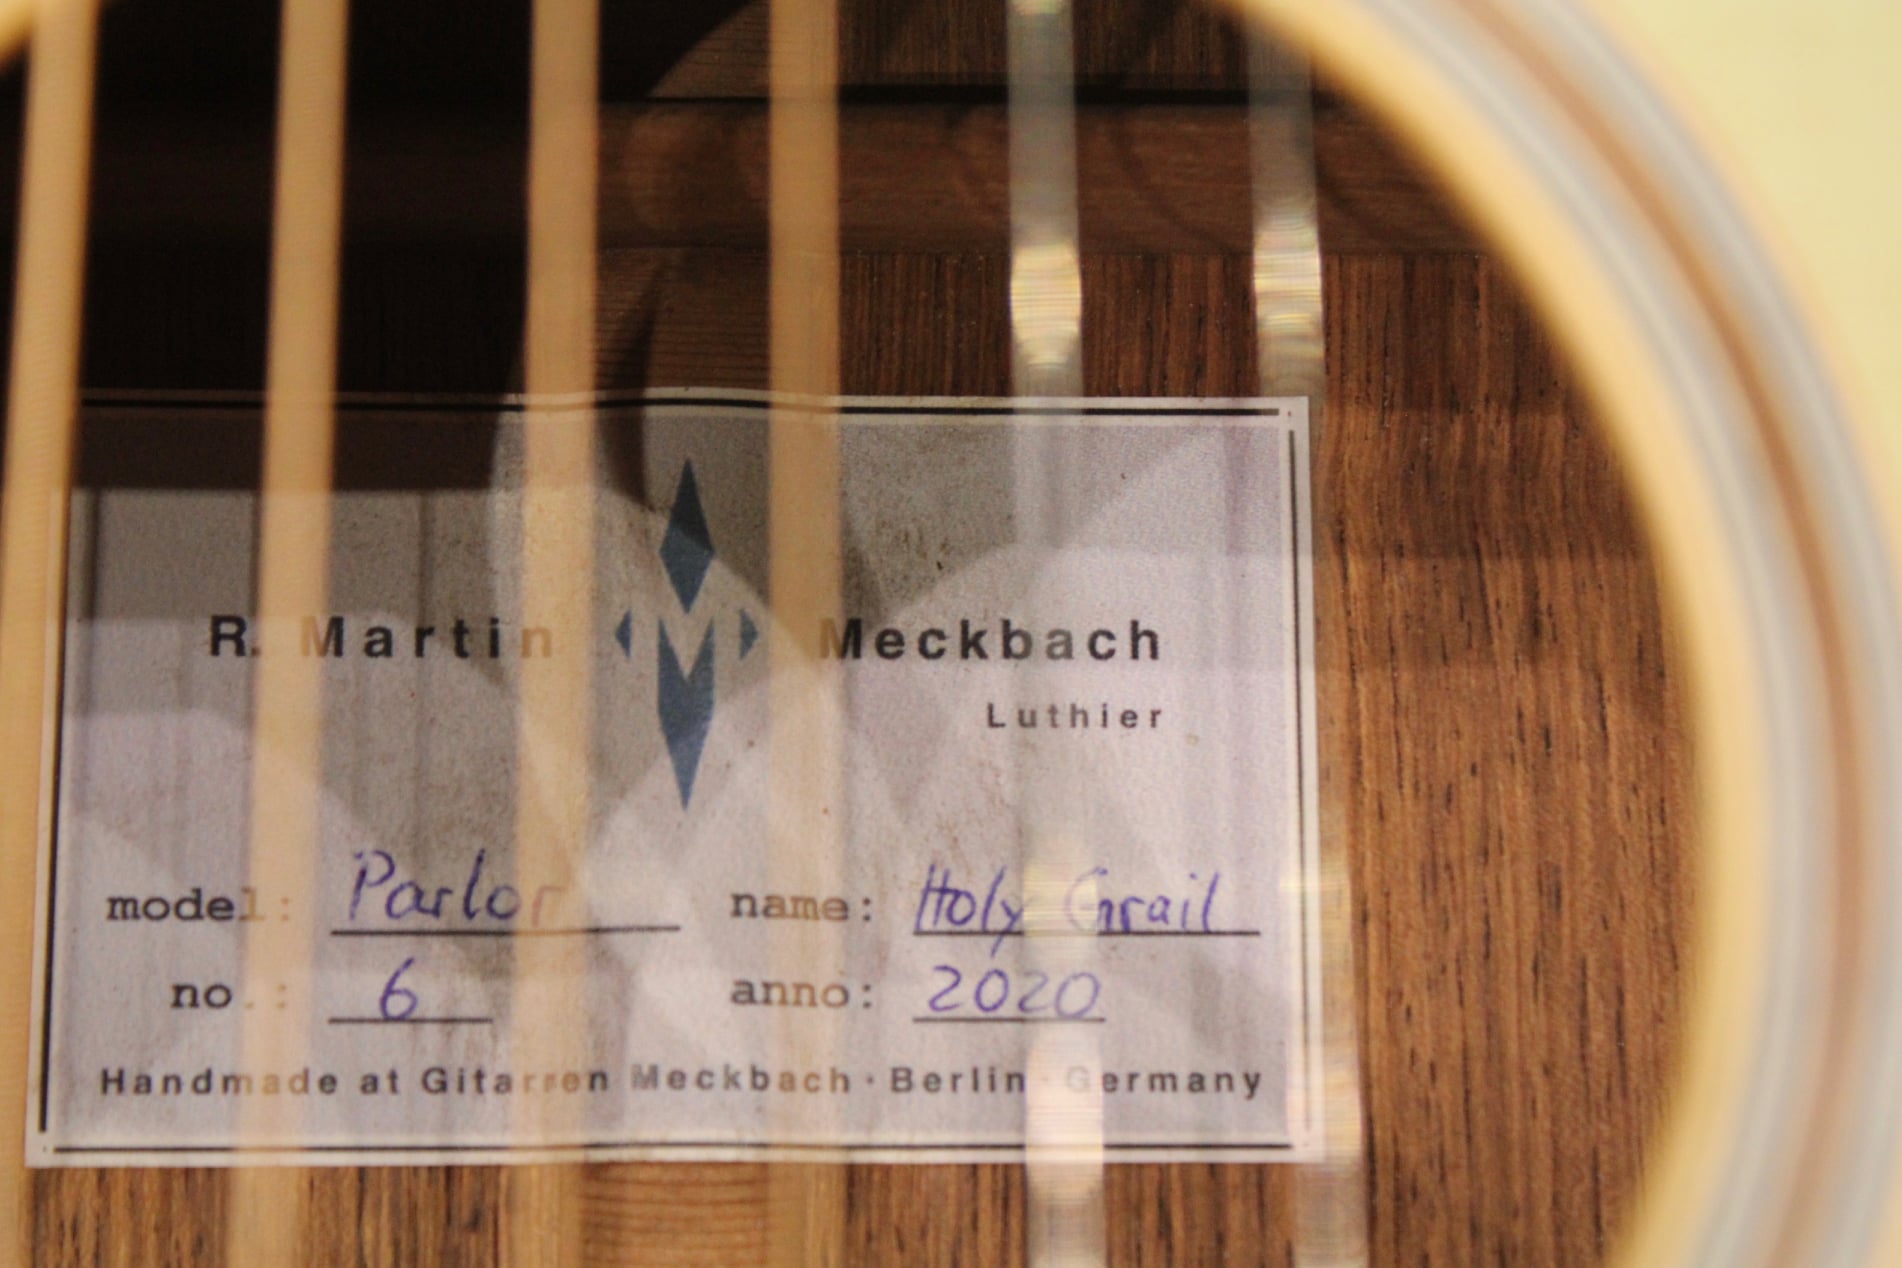 R. Martin M Meckbach
Luthier
model: Parlor name: Holy Grail
no.: 6 anno: 2020
Handmade at Gitarren Meckbach · Berlin · Germany